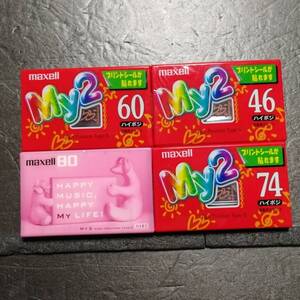 maxell
プリントシールが
貼れます
My2
60
ハイポジ
maxell
プリントシールが
貼れます
My2
46
ハイポジ
maxell 80
HAPPY
MUSIC,
HAPPY
MY LIFE!
maxell
プリントシールが
貼れます
My2
74
ハイポジ